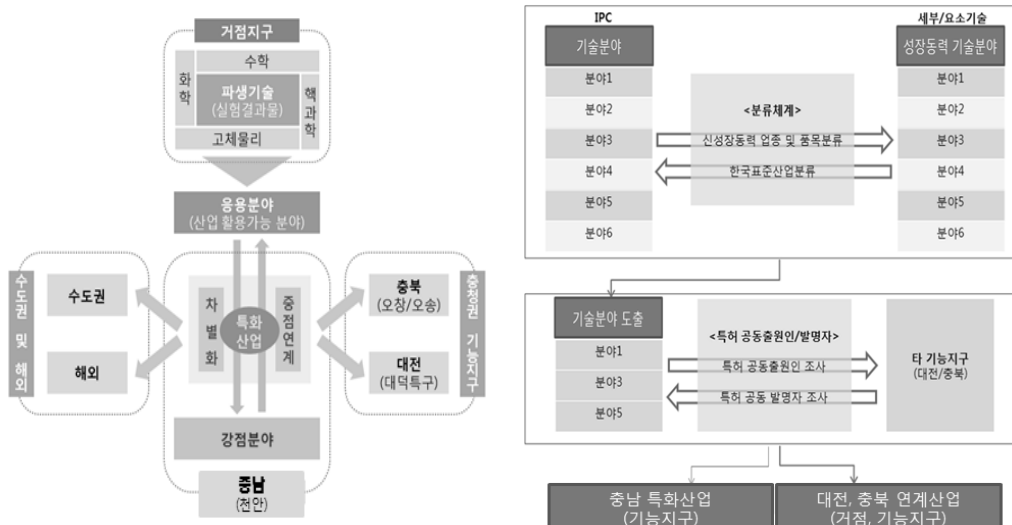 거점지구
수학
화학
파생기술
(실험결과물)
핵과학
고체물리
응용분야
(산업 활용가능 분야)
수도권 및 해외
수도권
해외
차별화
특화
산업
중점연계
충북
(오창/오송)
대전
(대덕특구)
충청권 기능지구
강점분야
충남
(천안)
IPC
기술분야
분야1
분야2
분야3
분야4
분야5
분야6
<분류체계>
신성장동력 업종 및 품목분류
한국표준산업분류
세부/요소기술
성장동력 기술분야
분야1
분야2
분야3
분야4
분야5
분야6
기술분야 도출
분야1
분야3
분야5
<특허 공동출원인/발명자>
특허 공동출원인 조사
특허 공동 발명자 조사
타 기능지구
(대전/충북)
충남 특화산업
(기능지구)
대전, 충북 연계산업
(거점, 기능지구)